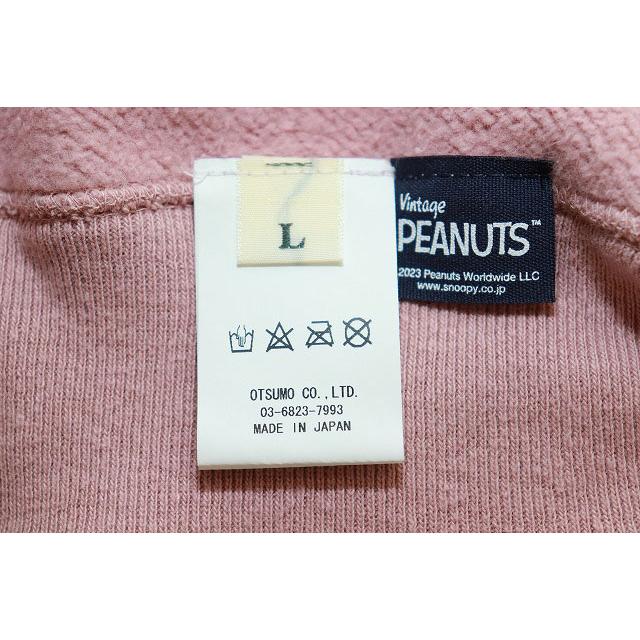 L
OTSUMO CO.,LTD.
03-6823-7993
MADE IN JAPAN
Vintage
PEANUTS™
2023 Peanuts Worldwide LLC
www.snoopy.co.jp